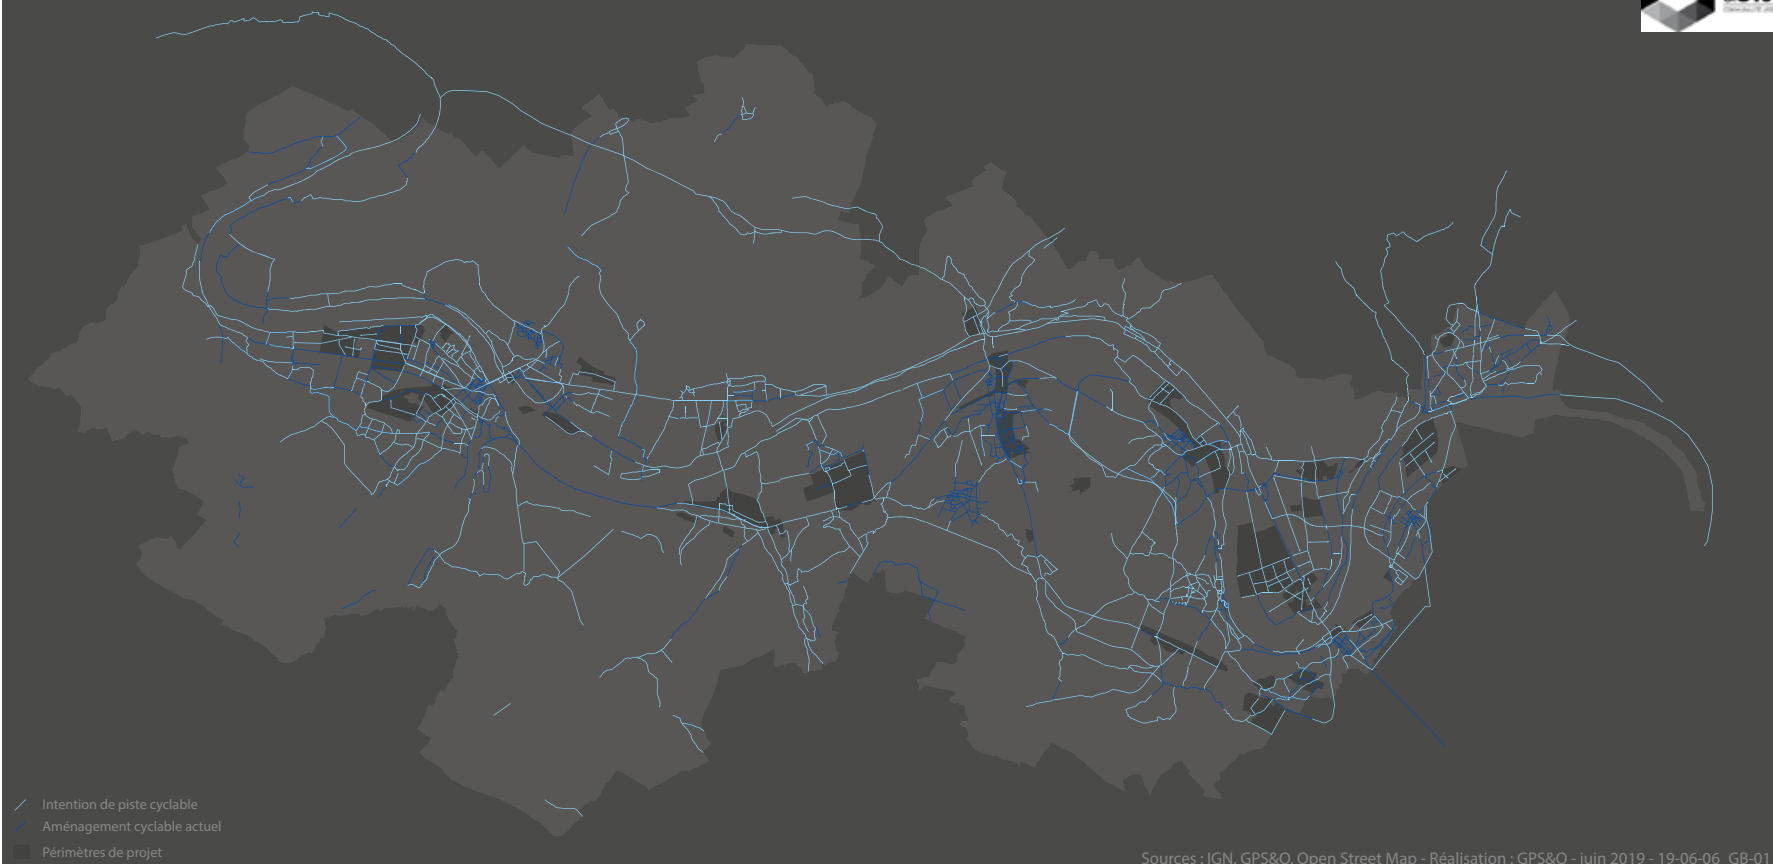 Intention de piste cyclable
Aménagement cyclable actuel
Périmètres de projet
Sources : IGN, GPS&O, Open Street Map - Réalisation : GPS&O - juin 2019 - 19-06-06_GB-01